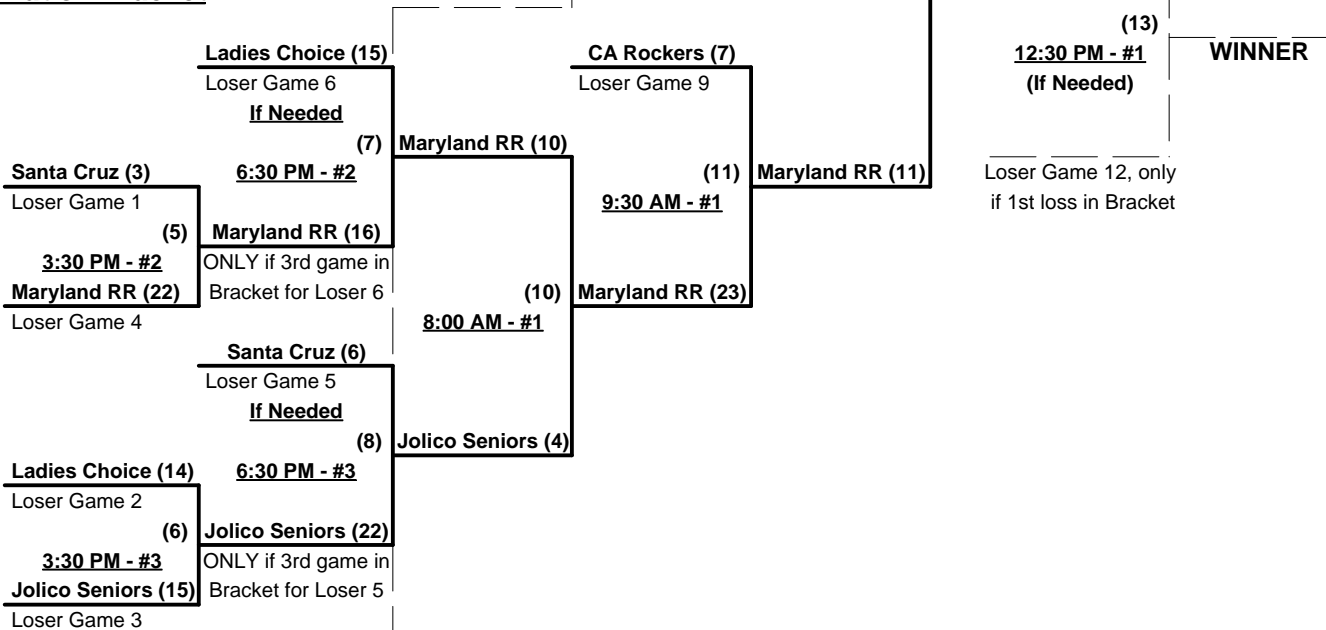 (13)
Ladies Choice (15)
CA Rockers (7)
12:30 PM - #1
WINNER
Loser Game 6
Loser Game 9
(If Needed)
If Needed
(7)
Maryland RR (10)
Santa Cruz (3)
6:30 PM - #2
(11)
Maryland RR (11)
Loser Game 12, only
Loser Game 1
9:30 AM - #1
if 1st loss in Bracket
(5)
Maryland RR (16)
3:30 PM - #2
ONLY if 3rd game in
Maryland RR (22)
Bracket for Loser 6
(10)
Maryland RR (23)
Loser Game 4
8:00 AM - #1
Santa Cruz (6)
Loser Game 5
If Needed
(8)
Jolico Seniors (4)
Ladies Choice (14)
6:30 PM - #3
Loser Game 2
(6)
Jolico Seniors (22)
3:30 PM - #3
ONLY if 3rd game in
Jolico Seniors (15)
Bracket for Loser 5
Loser Game 3